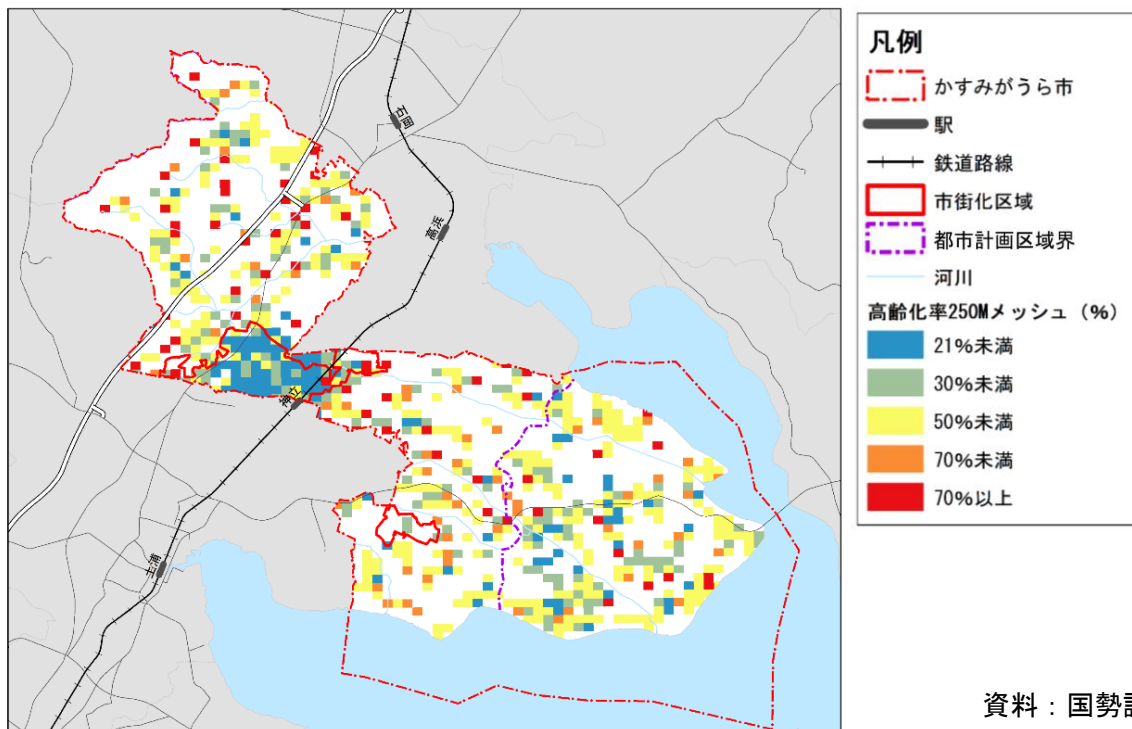 石岡
高浜
神立
土浦
凡例
かすみがうら市
駅
鉄道路線
市街化区域
都市計画区域界
河川
高齢化率250Mメッシュ(%)
21%未満
30%未満
50%未満
70%未満
70%以上
資料:国勢